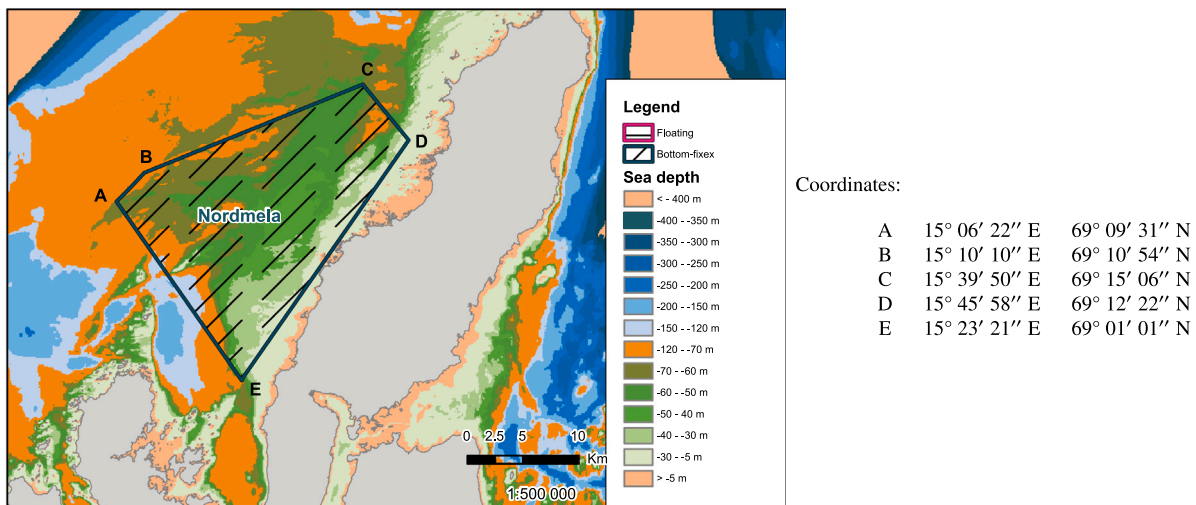 C
B
D
A
Nordmela
E
0 2.5 5 10
Km
1:500 000
Legend
Floating
Bottom-fixex
Sea depth
< - 400 m
-400 - -350 m
-350 - -300 m
-300 - -250 m
-250 - -200 m
-200 - -150 m
-150 - -120 m
-120 - -70 m
-70 - -60 m
-60 - -50 m
-50 - 40 m
-40 - -30 m
-30 - -5 m
> -5 m
Coordinates:
A 15° 06′ 22″ E 69° 09′ 31″ N
B 15° 10′ 10″ E 69° 10′ 54″ N
C 15° 39′ 50″ E 69° 15′ 06″ N
D 15° 45′ 58″ E 69° 12′ 22″ N
E 15° 23′ 21″ E 69° 01′ 01″ N